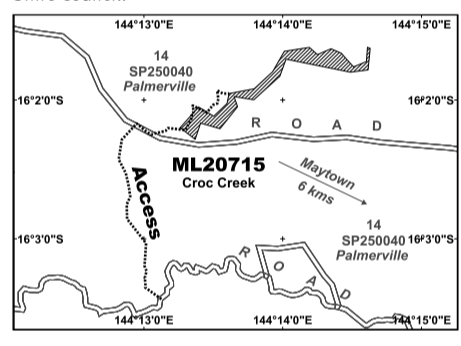 144°13'0"E 144°14'0"E 144°15'0"E
14
SP250040
Palmerville
16°2'0"S 16°2'0"S
ROAD
ML20715
Croc Creek
Access
Maytown
6 kms
14
SP250040
Palmerville
16°3'0"S 16°3'0"S
ROAD
144°13'0"E 144°14'0"E 144°15'0"E